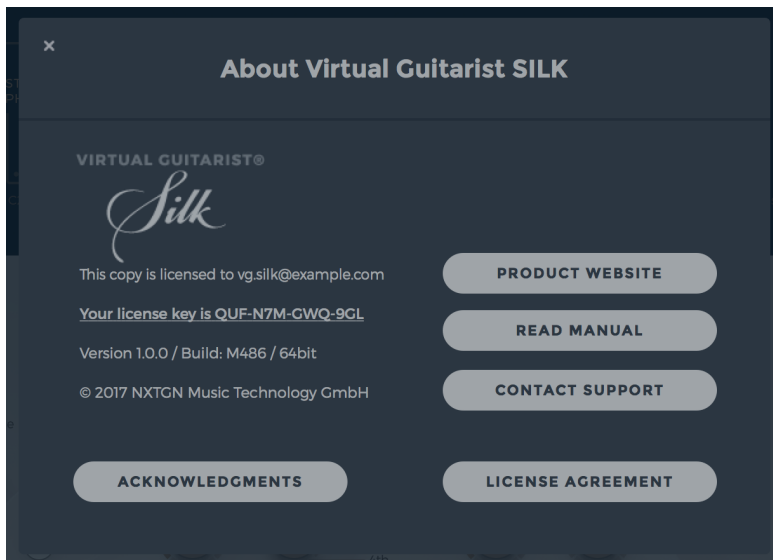 ×
About Virtual Guitarist SILK
VIRTUAL GUITARIST®
Silk
This copy is licensed to vg.silk@example.com
Your license key is QUF-N7M-GWQ-9GL
Version 1.0.0 / Build: M486 / 64bit
© 2017 NXTGN Music Technology GmbH
PRODUCT WEBSITE
READ MANUAL
CONTACT SUPPORT
ACKNOWLEDGMENTS
LICENSE AGREEMENT